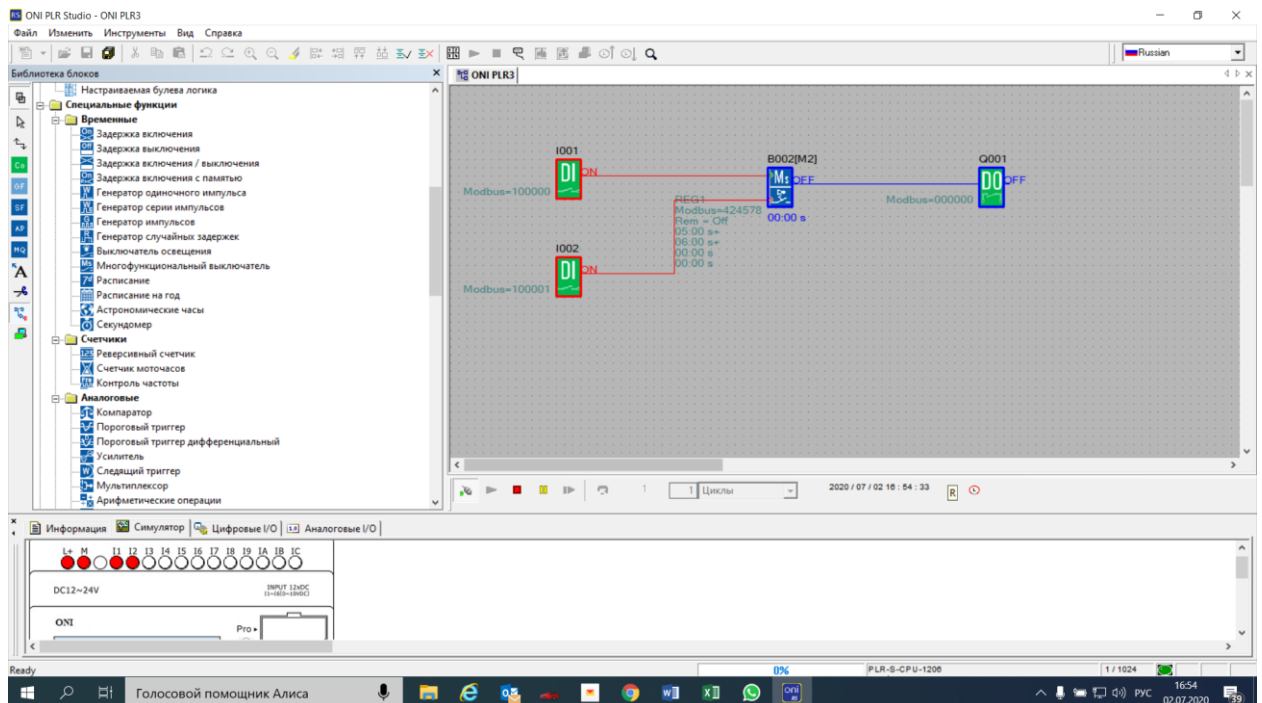 ONI PLR Studio - ONI PLR3
Файл Изменить Инструменты Вид Справка
Russian
Библиотека блоков
ONI PLR3
Настраиваемая булева логика
Специальные функции
Временные
Задержка включения
Задержка выключения
Задержка включения / выключения
Задержка включения с памятью
Генератор одиночного импульса
Генератор серии импульсов
Генератор импульсов
Генератор случайных задержек
Выключатель освещения
Многофункциональный выключатель
Расписание
Расписание на год
Астрономические часы
Секундомер
Счетчики
Реверсивный счетчик
Счетчик моточасов
Контроль частоты
Аналоговые
Компаратор
Пороговый триггер
Пороговый триггер дифференциальный
Усилитель
Следящий триггер
Мультиплексор
Арифметические операции
I001
DI
ON
Modbus=100000
B002[M2]
OFF
00:00 s
Q001
DO
OFF
Modbus=000000
REG1
Modbus=424578
Rem = Off
05:00 s+
06:00 s+
00:00 s
00:00 s
I002
DI
ON
Modbus=100001
1
1 Циклы
2020 / 07 / 02 16 : 54 : 33
R
Информация Симулятор Цифровые I/O Аналоговые I/O
L+ M I1 I2 I3 I4 I5 I6 I7 I8 I9 IA IB IC
DC12~24V
INPUT 12xDC
ONI
Pro
Ready
0%
PLR-S-CPU-1206
1 / 1024
Голосовой помощник Алиса
РУС
16:54
02.07.2020
39